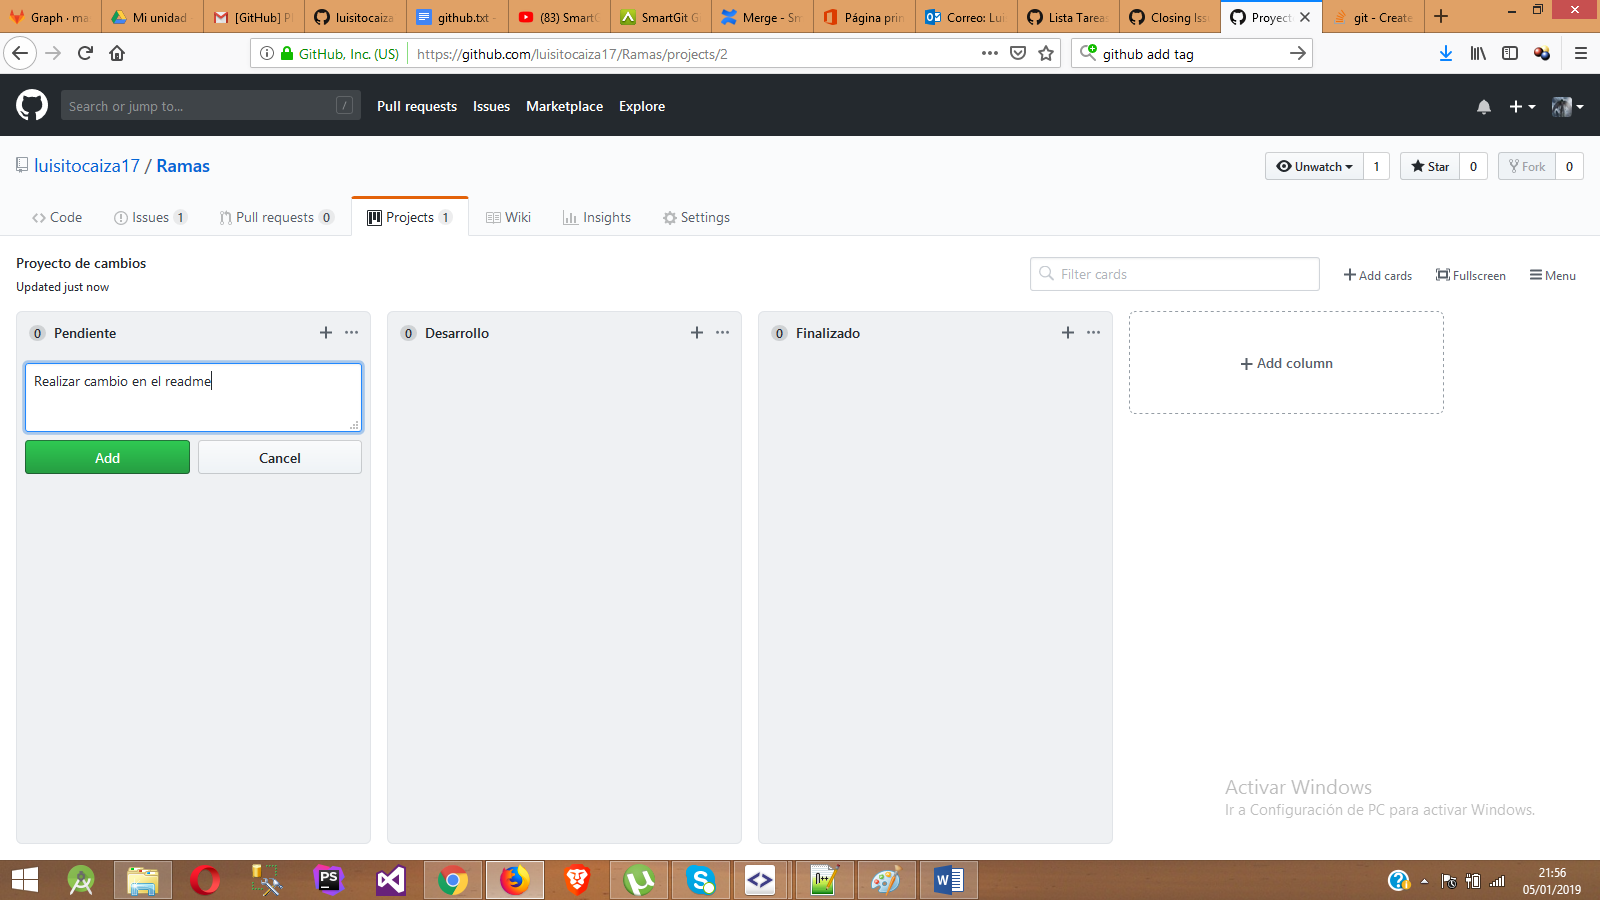 Graph · ma
Mi unidad
[GitHub] Pl
luisitocaiza
github.txt -
(83) SmartG
SmartGit G
Merge - Sm
Página prin
Correo: Lui
Lista Tareas
Closing Iss
Proyect
git - Create
GitHub, Inc. (US)
https://github.com/luisitocaiza17/Ramas/projects/2
github add tag
Search or jump to...
/
Pull requests
Issues
Marketplace
Explore
luisitocaiza17 / Ramas
Unwatch 1
Star 0
Fork 0
Code
Issues 1
Pull requests 0
Projects 1
Wiki
Insights
Settings
Proyecto de cambios
Updated just now
Filter cards
Add cards
Fullscreen
Menu
0 Pendiente
0 Desarrollo
0 Finalizado
Add column
Realizar cambio en el readme
Add
Cancel
Activar Windows
Ir a Configuración de PC para activar Windows.
PS
21:56
05/01/2019